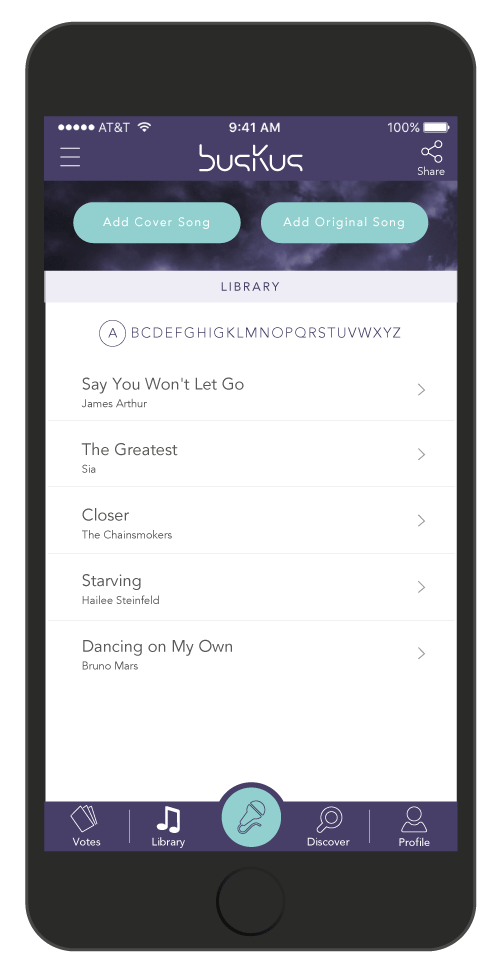 AT&T 9:41 AM 100%
buskus
Share
Add Cover Song Add Original Song
LIBRARY
A BCDEFGHIGKLMNOPQRSTUVWXYZ
Say You Won't Let Go
James Arthur
The Greatest
Sia
Closer
The Chainsmokers
Starving
Hailee Steinfeld
Dancing on My Own
Bruno Mars
Votes Library Discover Profile